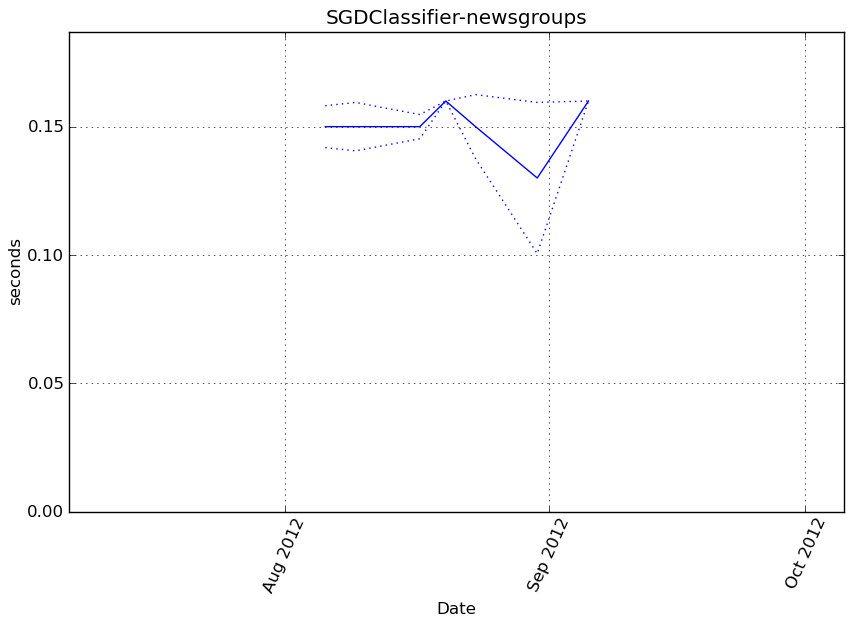 SGDClassifier-newsgroups
0.15
0.10
0.05
0.00
seconds
Aug 2012
Sep 2012
Oct 2012
Date